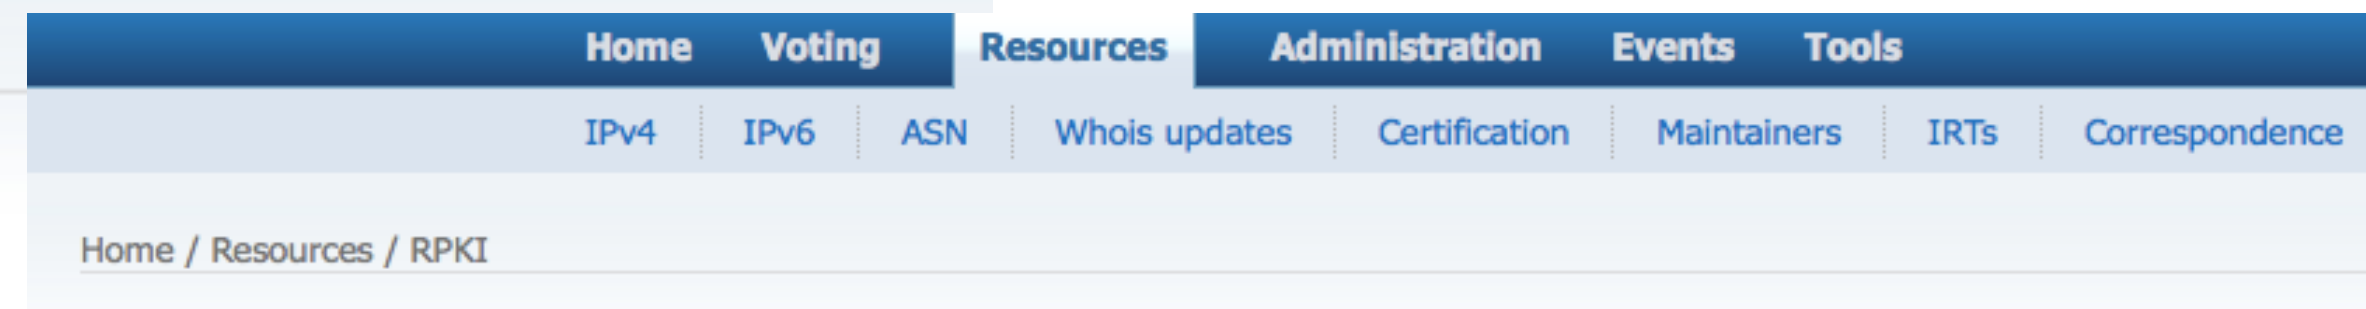 Home Voting Resources Administration Events Tools
IPv4 IPv6 ASN Whois updates Certification Maintainers IRTs Correspondence
Home / Resources / RPKI